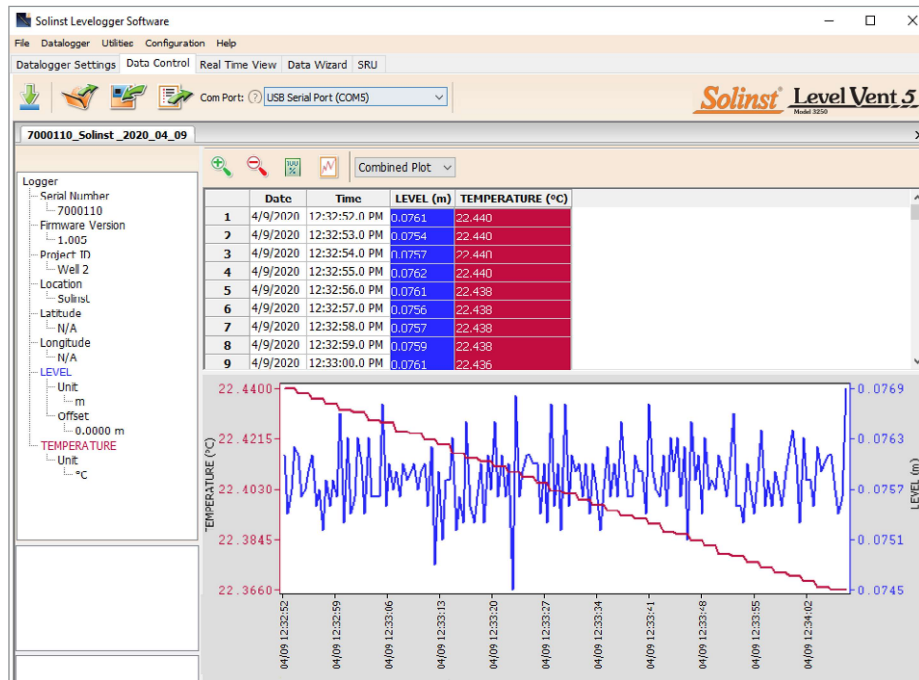 Solinst Levelogger Software
File Datalogger Utilities Configuration Help
Datalogger Settings Data Control Real Time View Data Wizard SRU
Com Port: ? USB Serial Port (COM5)
Solinst® LevelVent 5
Model 3250
7000110_Solinst _2020_04_09
Combined Plot
Logger
Serial Number
7000110
Firmware Version
1.005
Project ID
Well 2
Location
Solinst
Latitude
N/A
Longitude
N/A
LEVEL
Unit
m
Offset
0.0000 m
TEMPERATURE
Unit
°C
Date Time LEVEL (m) TEMPERATURE (ºC)
1 4/9/2020 12:32:52.0 PM 0.0761 22.440
2 4/9/2020 12:32:53.0 PM 0.0754 22.440
3 4/9/2020 12:32:54.0 PM 0.0757 22.440
4 4/9/2020 12:32:55.0 PM 0.0762 22.440
5 4/9/2020 12:32:56.0 PM 0.0761 22.438
6 4/9/2020 12:32:57.0 PM 0.0756 22.438
7 4/9/2020 12:32:58.0 PM 0.0757 22.438
8 4/9/2020 12:32:59.0 PM 0.0759 22.438
9 4/9/2020 12:33:00.0 PM 0.0761 22.436
TEMPERATURE (ºC)
22.4400
22.4215
22.4030
22.3845
22.3660
0.0769
0.0763
0.0757
0.0751
0.0745
LEVEL (m)
04/09 12:32:52
04/09 12:32:59
04/09 12:33:06
04/09 12:33:13
04/09 12:33:20
04/09 12:33:27
04/09 12:33:34
04/09 12:33:41
04/09 12:33:48
04/09 12:33:55
04/09 12:34:02